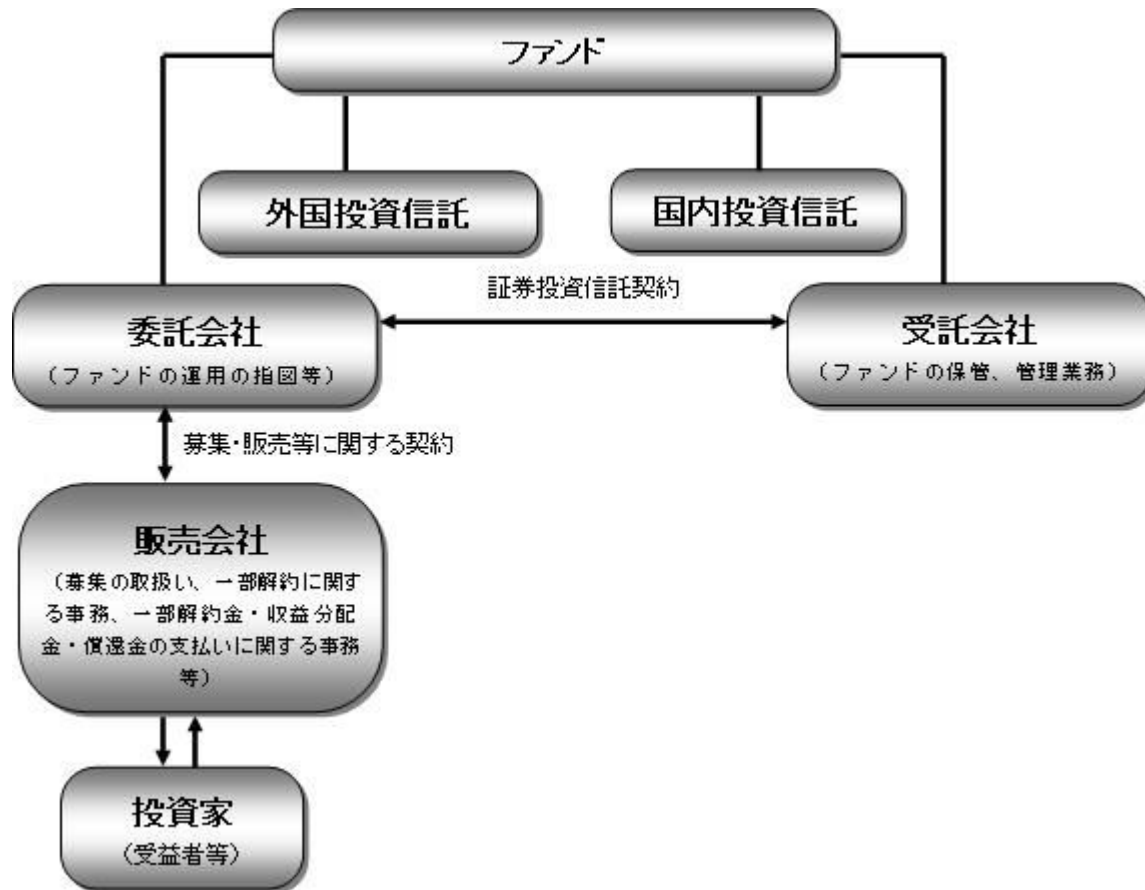 ファンド
外国投資信託
国内投資信託
証券投資信託契約
委託会社
（ファンドの運用の指図等）
受託会社
（ファンドの保管、管理業務）
募集・販売等に関する契約
販売会社
（募集の取扱い、一部解約に関す
る事務、一部解約金・収益分配
金・償還金の支払いに関する事務
等）
投資家
（受益者等）